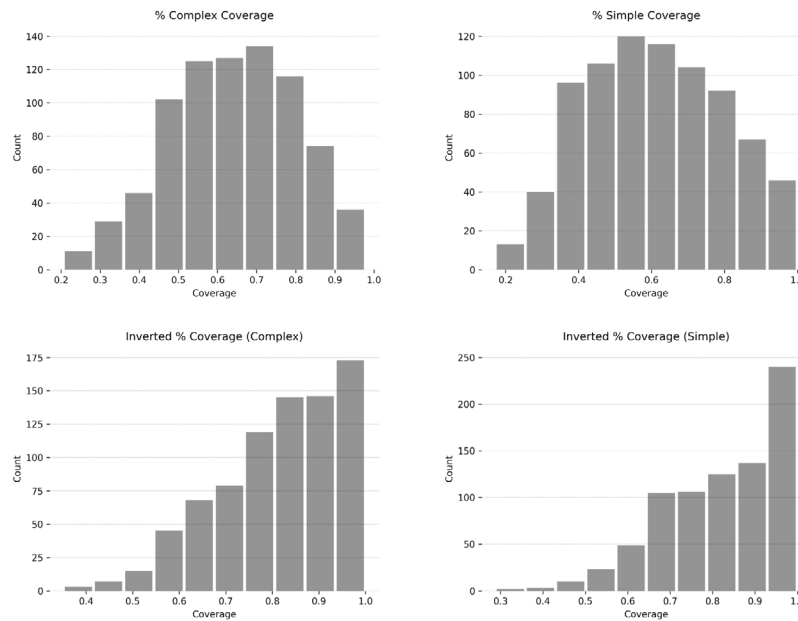 % Complex Coverage
140
120
100
80
60
40
20
0
Count
0.2 0.3 0.4 0.5 0.6 0.7 0.8 0.9 1.0
Coverage
% Simple Coverage
120
100
80
60
40
20
0
Count
0.2 0.4 0.6 0.8 1.
Coverage
Inverted % Coverage (Complex)
175
150
125
100
75
50
25
0
Count
0.4 0.5 0.6 0.7 0.8 0.9 1.0
Coverage
Inverted % Coverage (Simple)
250
200
150
100
50
0
Count
0.3 0.4 0.5 0.6 0.7 0.8 0.9 1.
Coverage